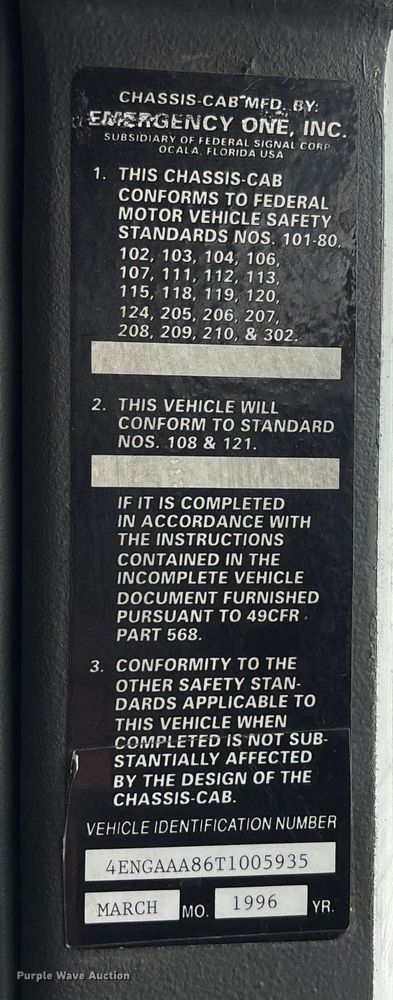 CHASSIS-CAB MFD. BY:
EMERGENCY ONE, INC.
SUBSIDIARY OF FEDERAL SIGNAL CORP.
OCALA, FLORIDA USA
1. THIS CHASSIS-CAB
CONFORMS TO FEDERAL
MOTOR VEHICLE SAFETY
STANDARDS NOS. 101-80,
102, 103, 104, 106,
107, 111, 112, 113,
115, 118, 119, 120,
124, 205, 206, 207,
208, 209, 210, & 302.
2. THIS VEHICLE WILL
CONFORM TO STANDARD
NOS. 108 & 121.
IF IT IS COMPLETED
IN ACCORDANCE WITH
THE INSTRUCTIONS
CONTAINED IN THE
INCOMPLETE VEHICLE
DOCUMENT FURNISHED
PURSUANT TO 49CFR
PART 568.
3. CONFORMITY TO THE
OTHER SAFETY STAN-
DARDS APPLICABLE TO
THIS VEHICLE WHEN
COMPLETED IS NOT SUB-
STANTIALLY AFFECTED
BY THE DESIGN OF THE
CHASSIS-CAB.
VEHICLE IDENTIFICATION NUMBER
4ENGAAA86T1005935
MARCH MO. 1996 YR.
Purple Wave Auction